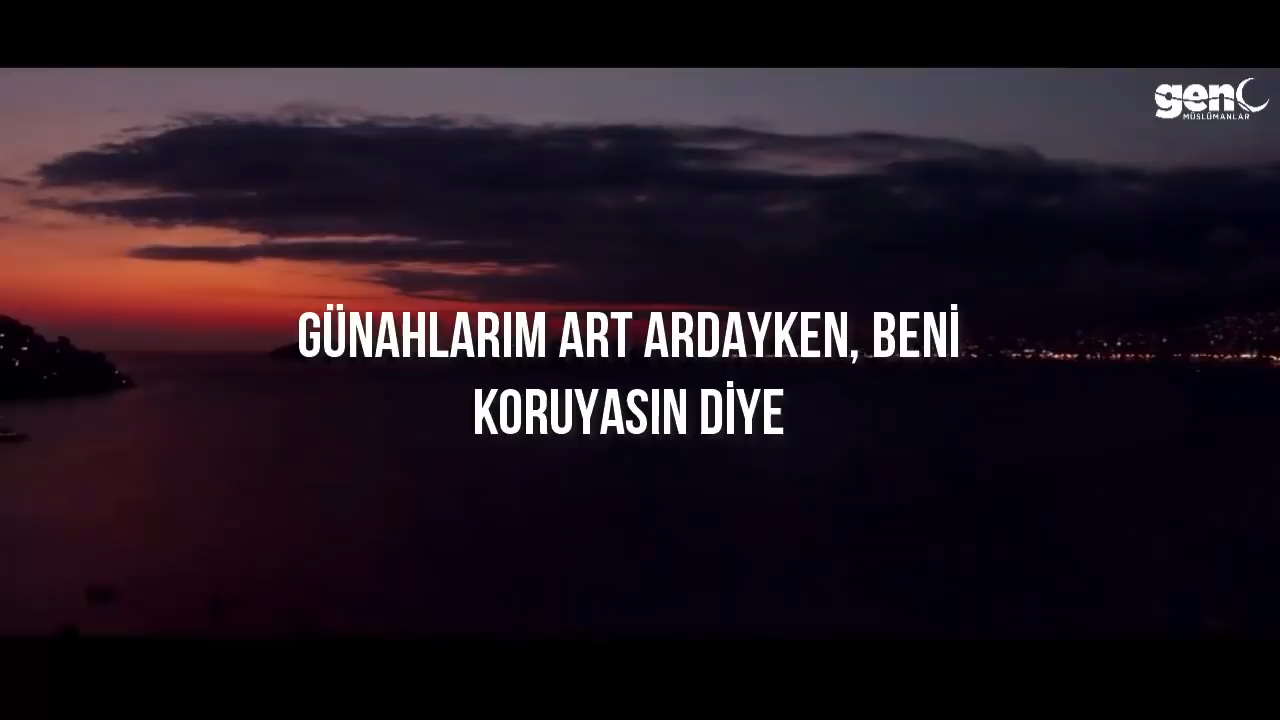 genç
MÜSLÜMANLAR
GÜNAHLARIM ART ARDAYKEN, BENİ
KORUYASIN DİYE